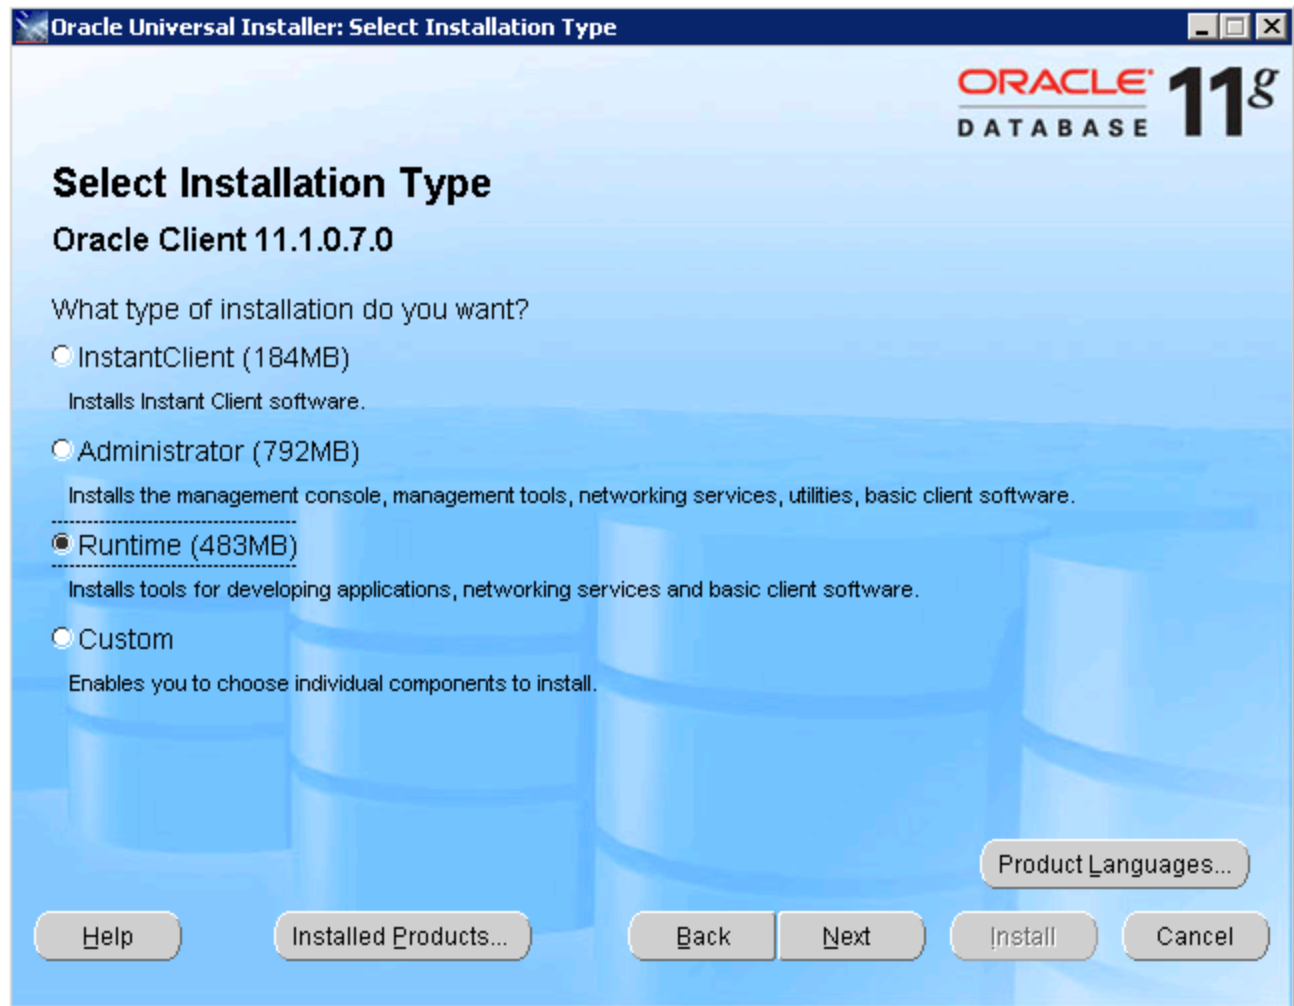 Oracle Universal Installer: Select Installation Type
ORACLE
DATABASE 11g
Select Installation Type
Oracle Client 11.1.0.7.0
What type of installation do you want?
InstantClient (184MB)
Installs Instant Client software.
Administrator (792MB)
Installs the management console, management tools, networking services, utilities, basic client software.
Runtime (483MB)
Installs tools for developing applications, networking services and basic client software.
Custom
Enables you to choose individual components to install.
Product Languages...
Help Installed Products... Back Next Install Cancel